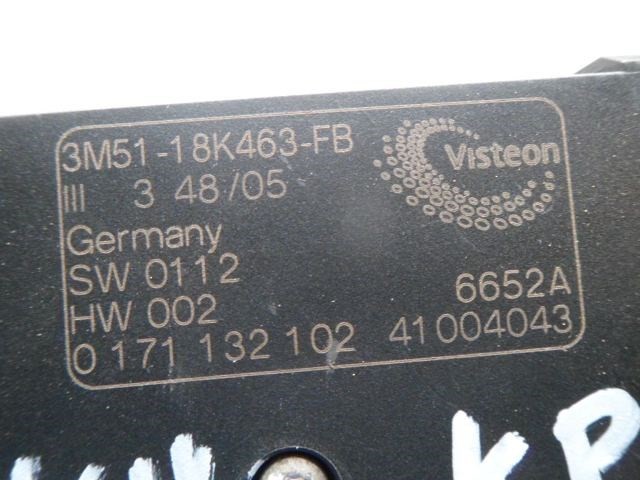 3M51-18K463-FB
Visteon
III 3 48/05
Germany
SW 0112
HW 002 6652A
0 171 132 102 41004043